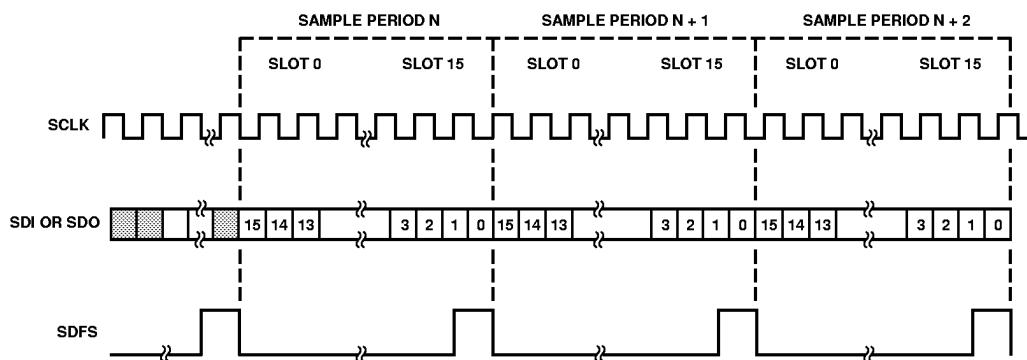 SAMPLE PERIOD N SAMPLE PERIOD N + 1 SAMPLE PERIOD N + 2
SLOT 0 SLOT 15 SLOT 0 SLOT 15 SLOT 0 SLOT 15
SCLK
SDI OR SDO 15 14 13 3 2 1 0 15 14 13 3 2 1 0 15 14 13 3 2 1 0
SDFS